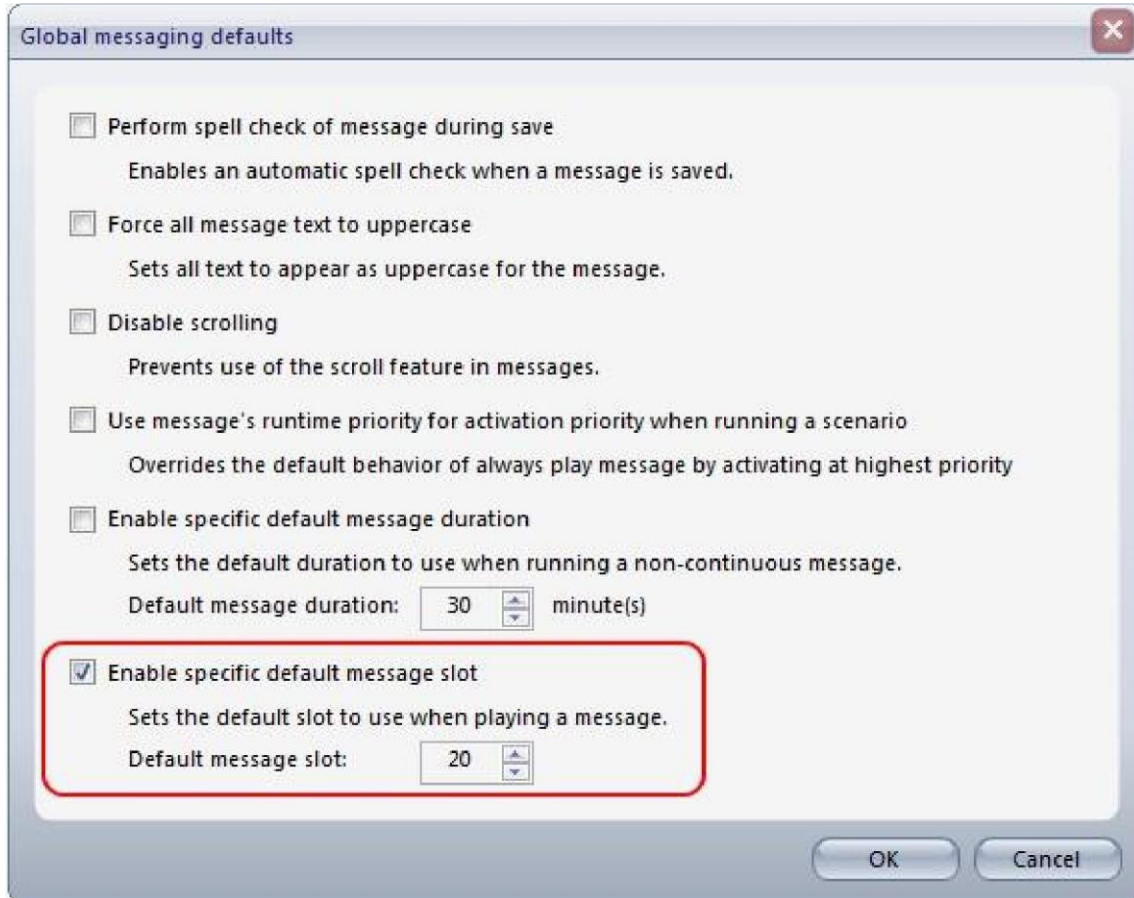 Global messaging defaults
Perform spell check of message during save
Enables an automatic spell check when a message is saved.
Force all message text to uppercase
Sets all text to appear as uppercase for the message.
Disable scrolling
Prevents use of the scroll feature in messages.
Use message's runtime priority for activation priority when running a scenario
Overrides the default behavior of always play message by activating at highest priority
Enable specific default message duration
Sets the default duration to use when running a non-continuous message.
Default message duration: 30 minute(s)
Enable specific default message slot
Sets the default slot to use when playing a message.
Default message slot: 20
OK Cancel